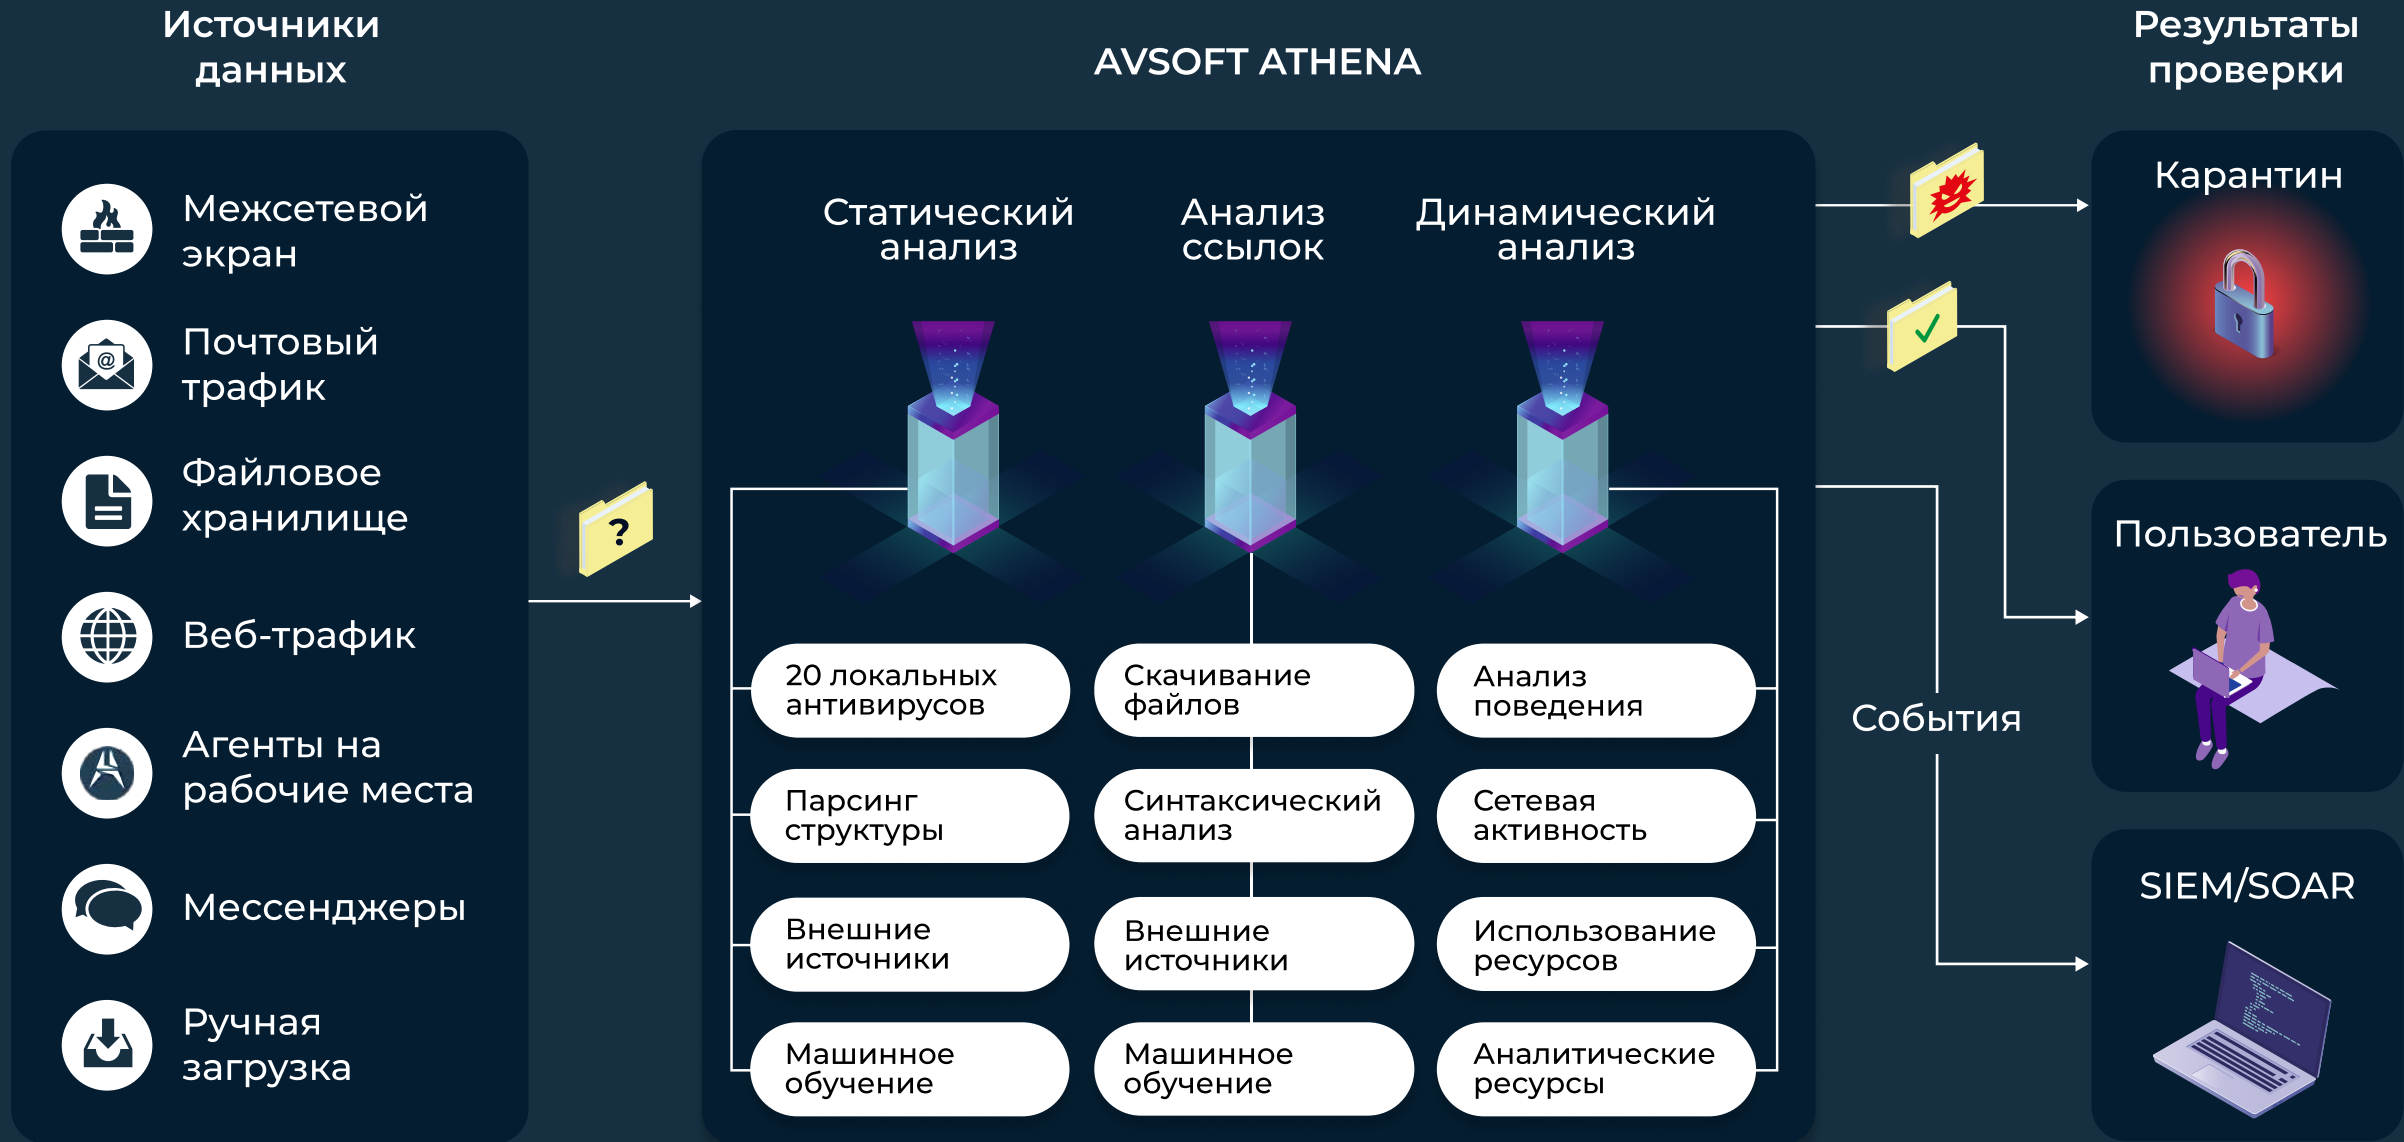 Источники
данных
AVSOFT ATHENA
Результаты
проверки
Межсетевой
экран
Почтовый
трафик
Файловое
хранилище
Веб-трафик
Агенты на
рабочие места
Мессенджеры
Ручная
загрузка
?
Статический
анализ
20 локальных
антивирусов
Парсинг
структуры
Внешние
источники
Машинное
обучение
Анализ
ссылок
Скачивание
файлов
Синтаксический
анализ
Внешние
источники
Машинное
обучение
Динамический
анализ
Анализ
поведения
Сетевая
активность
Использование
ресурсов
Аналитические
ресурсы
События
Карантин
Пользователь
SIEM/SOAR